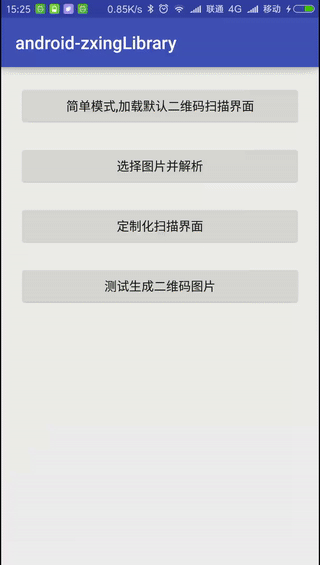 15:25 0.85K/s 联通 4G 移动
android-zxingLibrary
简单模式,加载默认二维码扫描界面
选择图片并解析
定制化扫描界面
测试生成二维码图片